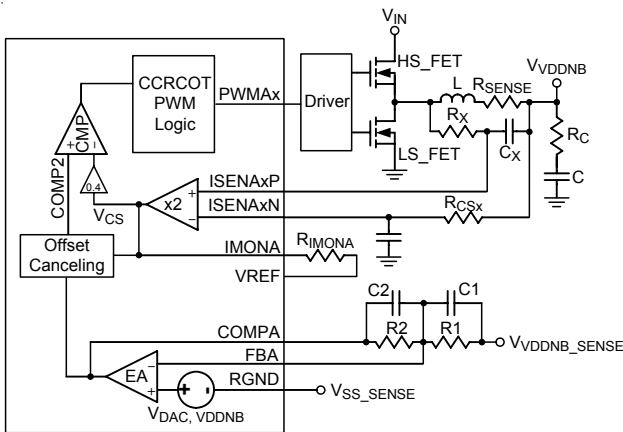 V_IN
HS_FET
V_VDDNB
CCRCOT
PWM
Logic
PWMAx
Driver
L
R_SENSE
R_X
C_X
R_C
C
LS_FET
CMP
+
−
COMP2
0.4
V_CS
x2
+
−
ISENAxP
ISENAxN
R_CSx
Offset
Canceling
IMONA
R_IMONA
VREF
C2
C1
COMPA
R2
R1
V_VDDNB_SENSE
FBA
EA
−
+
RGND
+
-
V_SS_SENSE
V_DAC, VDDNB